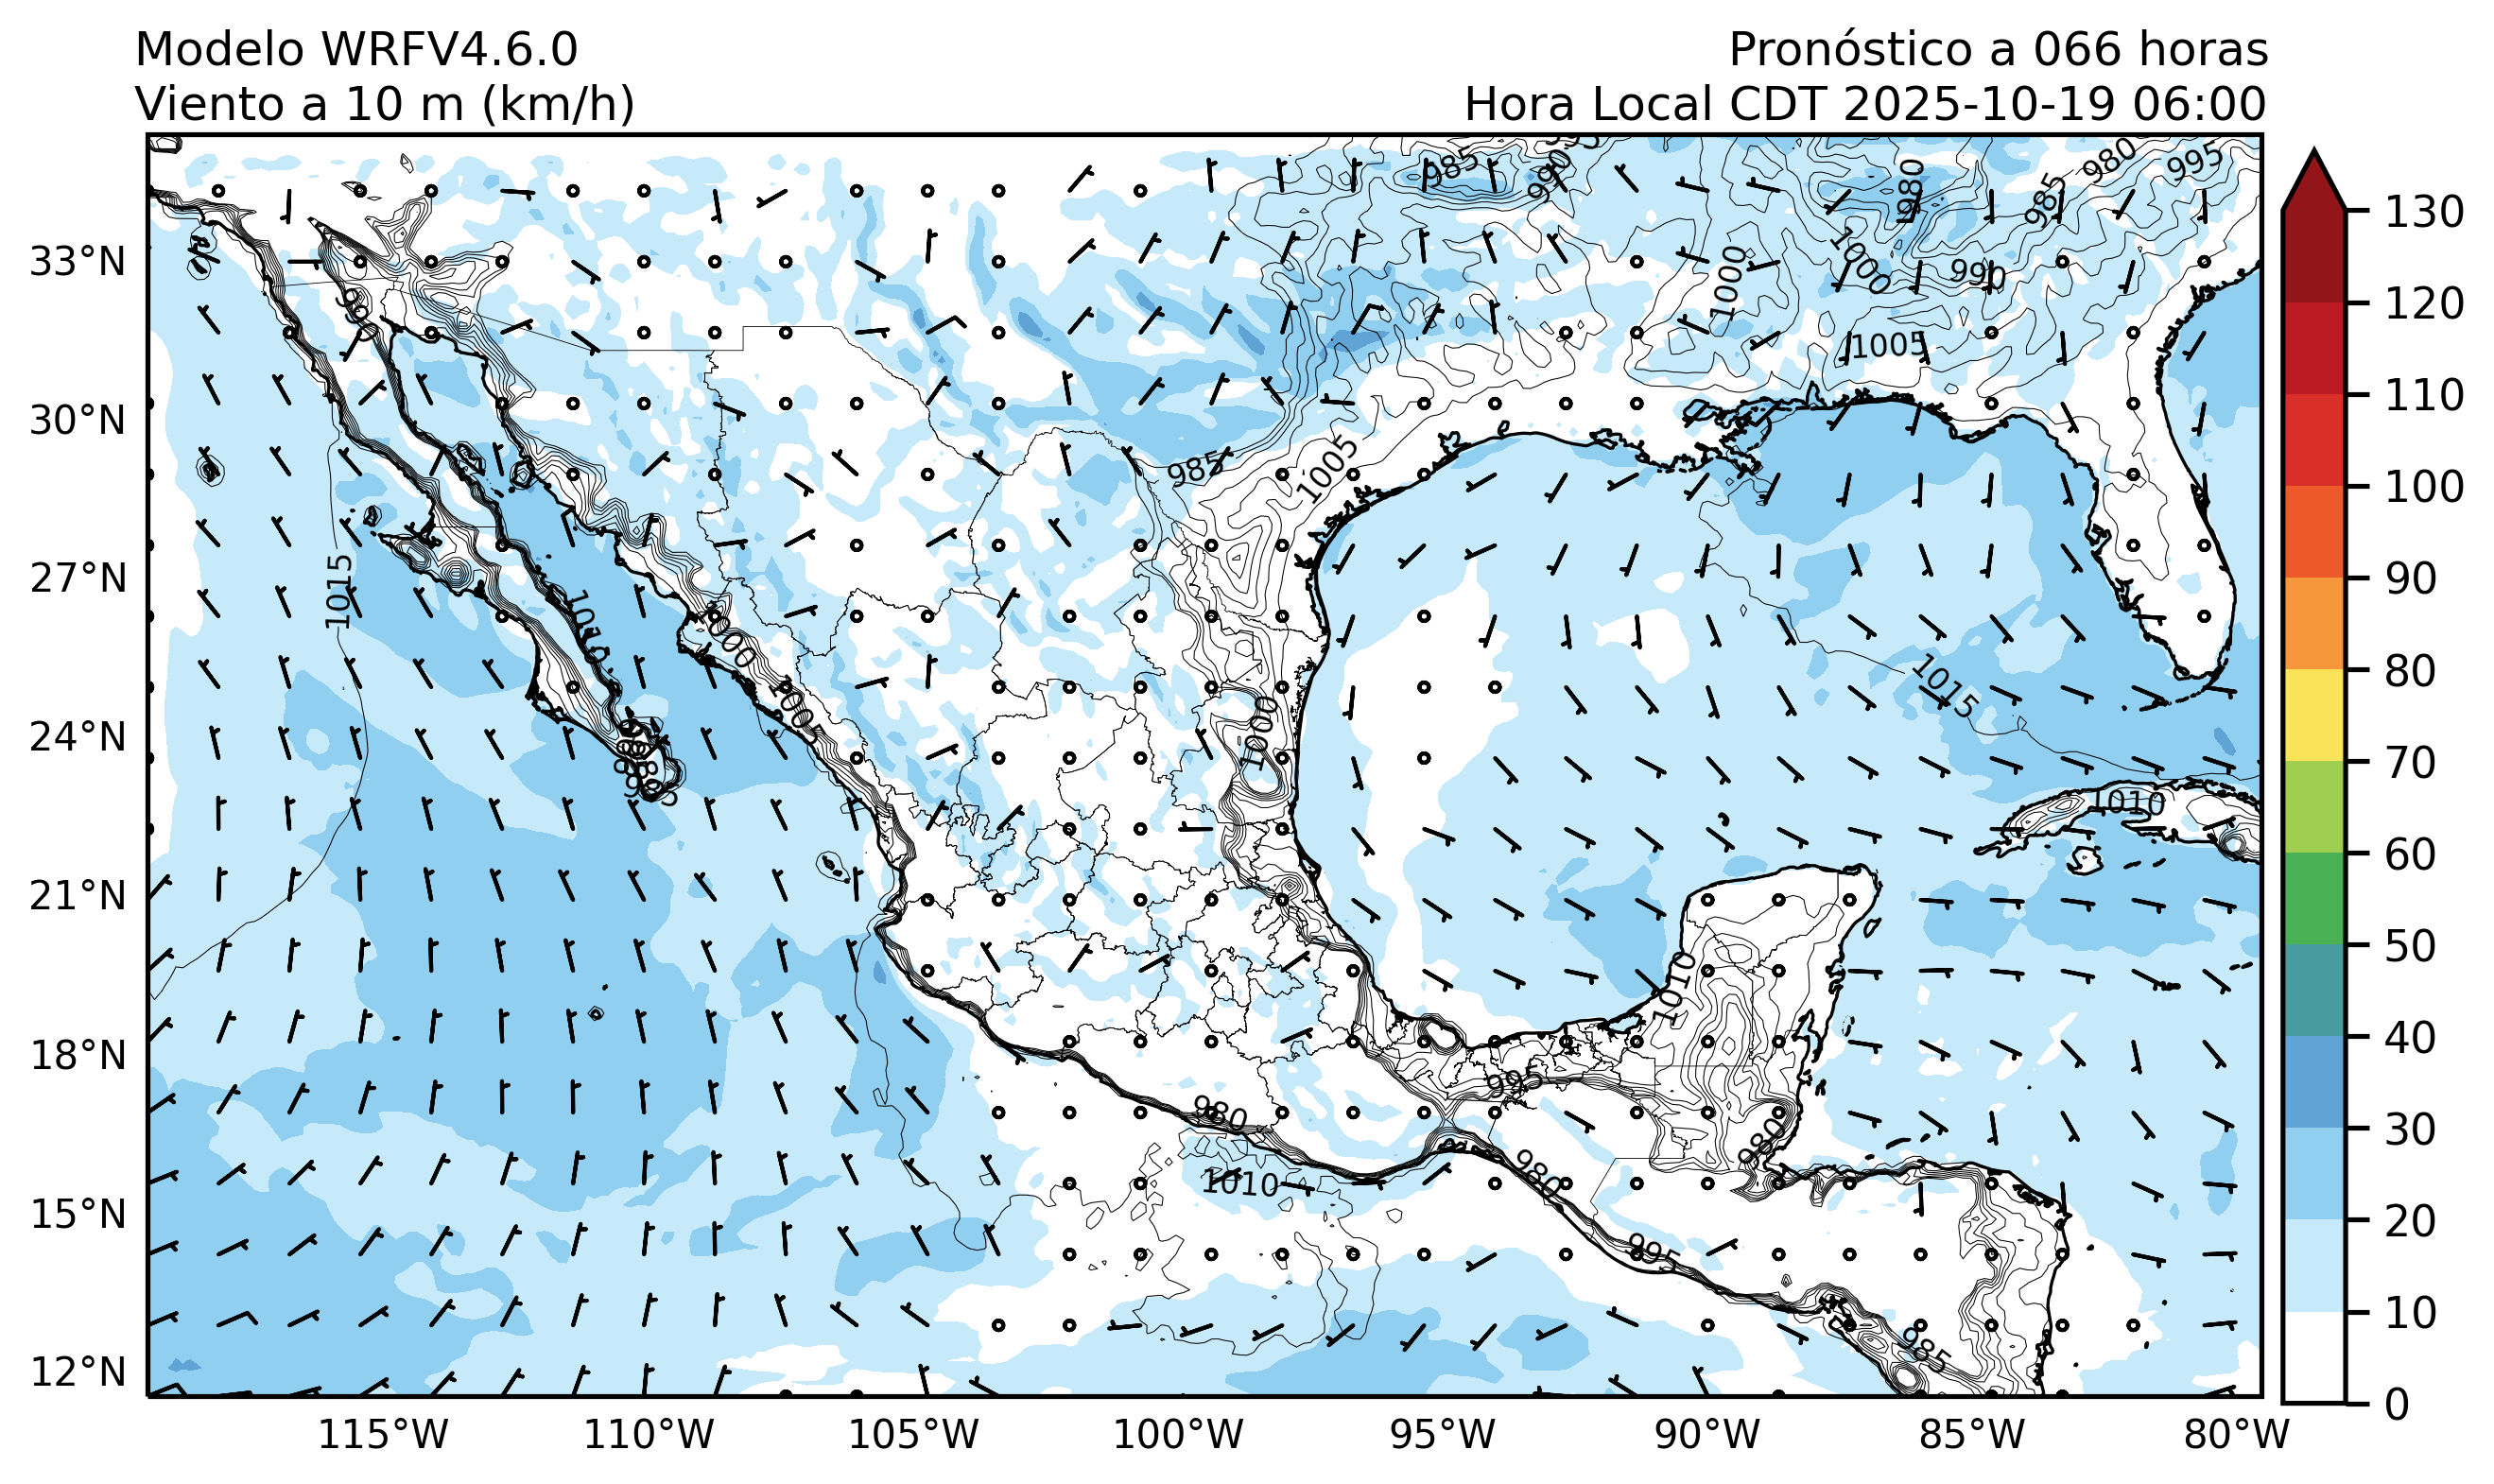 Modelo WRFV4.6.0
Pronóstico a 066 horas
Viento a 10 m (km/h)
Hora Local CDT 2025-10-19 06:00
985
990
980
985
980
995
1000
1000
990
1005
985
1005
1015
1010
1000
1005
1000
1015
1010
1010
995
980
980
980
1010
995
985
33°N
30°N
27°N
24°N
21°N
18°N
15°N
12°N
115°W
110°W
105°W
100°W
95°W
90°W
85°W
80°W
130
120
110
100
90
80
70
60
50
40
30
20
10
0